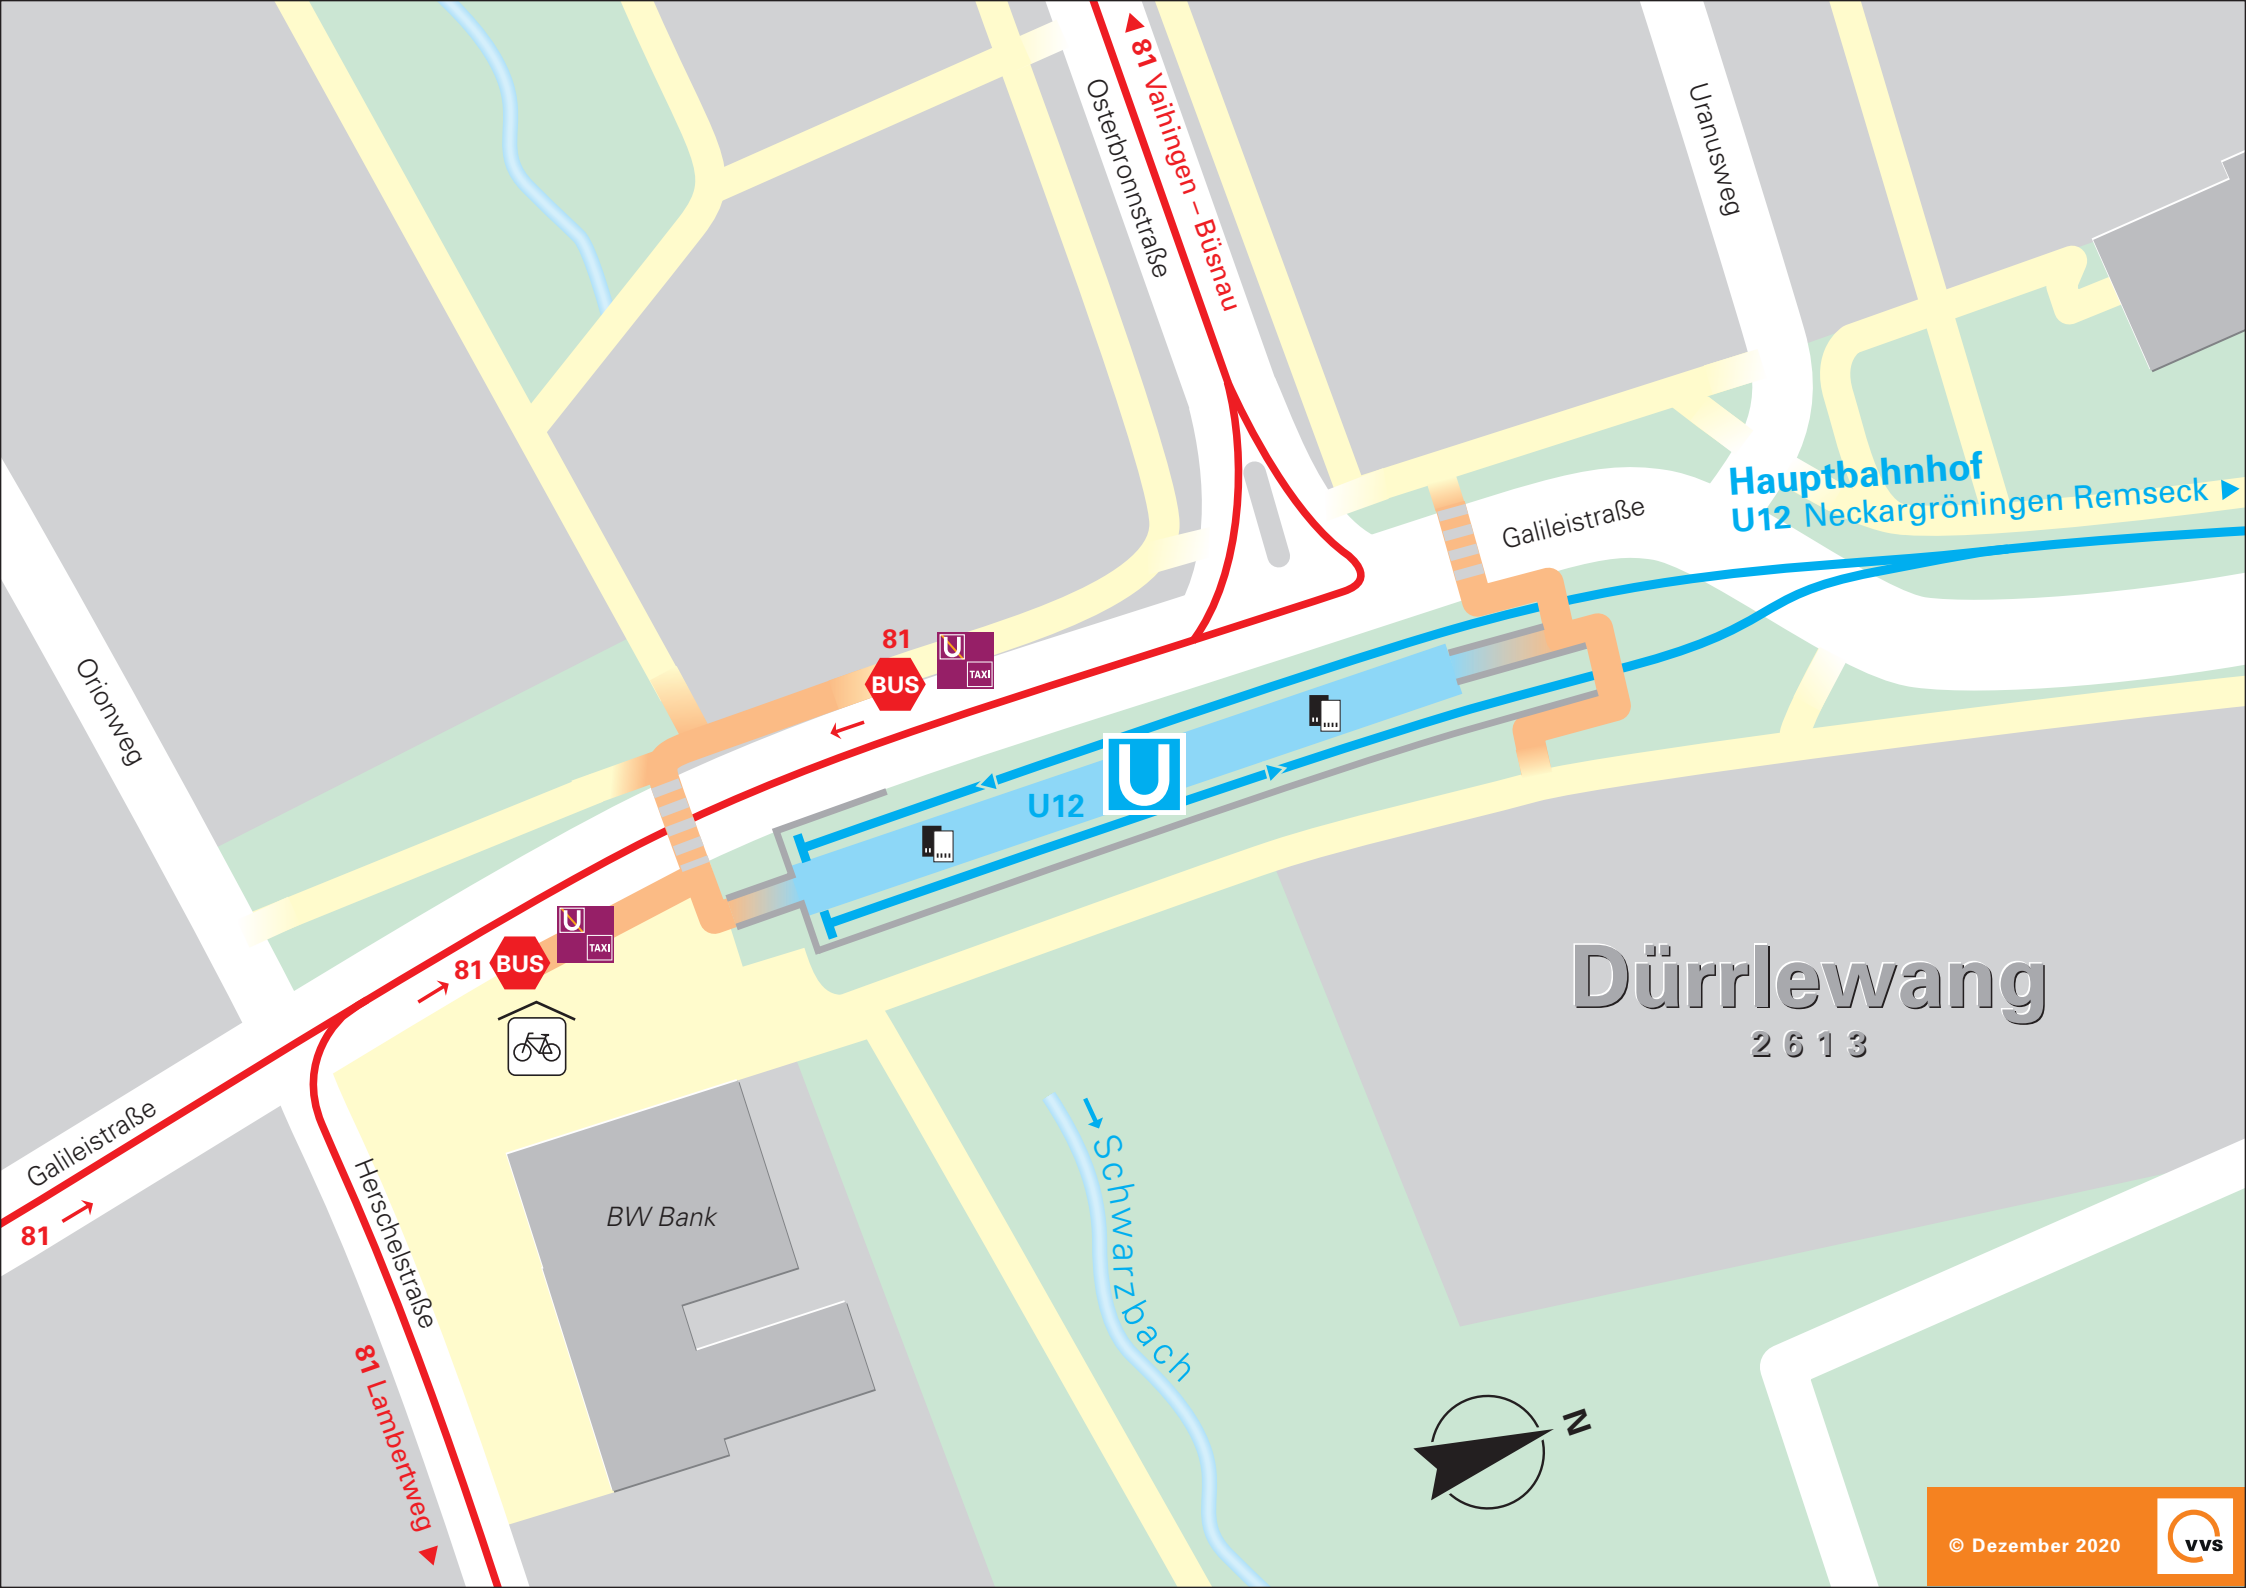 81 Vaihingen – Büsnau
Osterbronnstraße
Uranusweg
Hauptbahnhof
U12 Neckargröningen Remseck
Galileistraße
81
BUS
U
TAXI
Orionweg
U12
U
81
BUS
U
TAXI
Dürrlewang
2613
Galileistraße
81
Herschelstraße
BW Bank
Schwarzbach
81 Lambertweg
N
© Dezember 2020
vvs